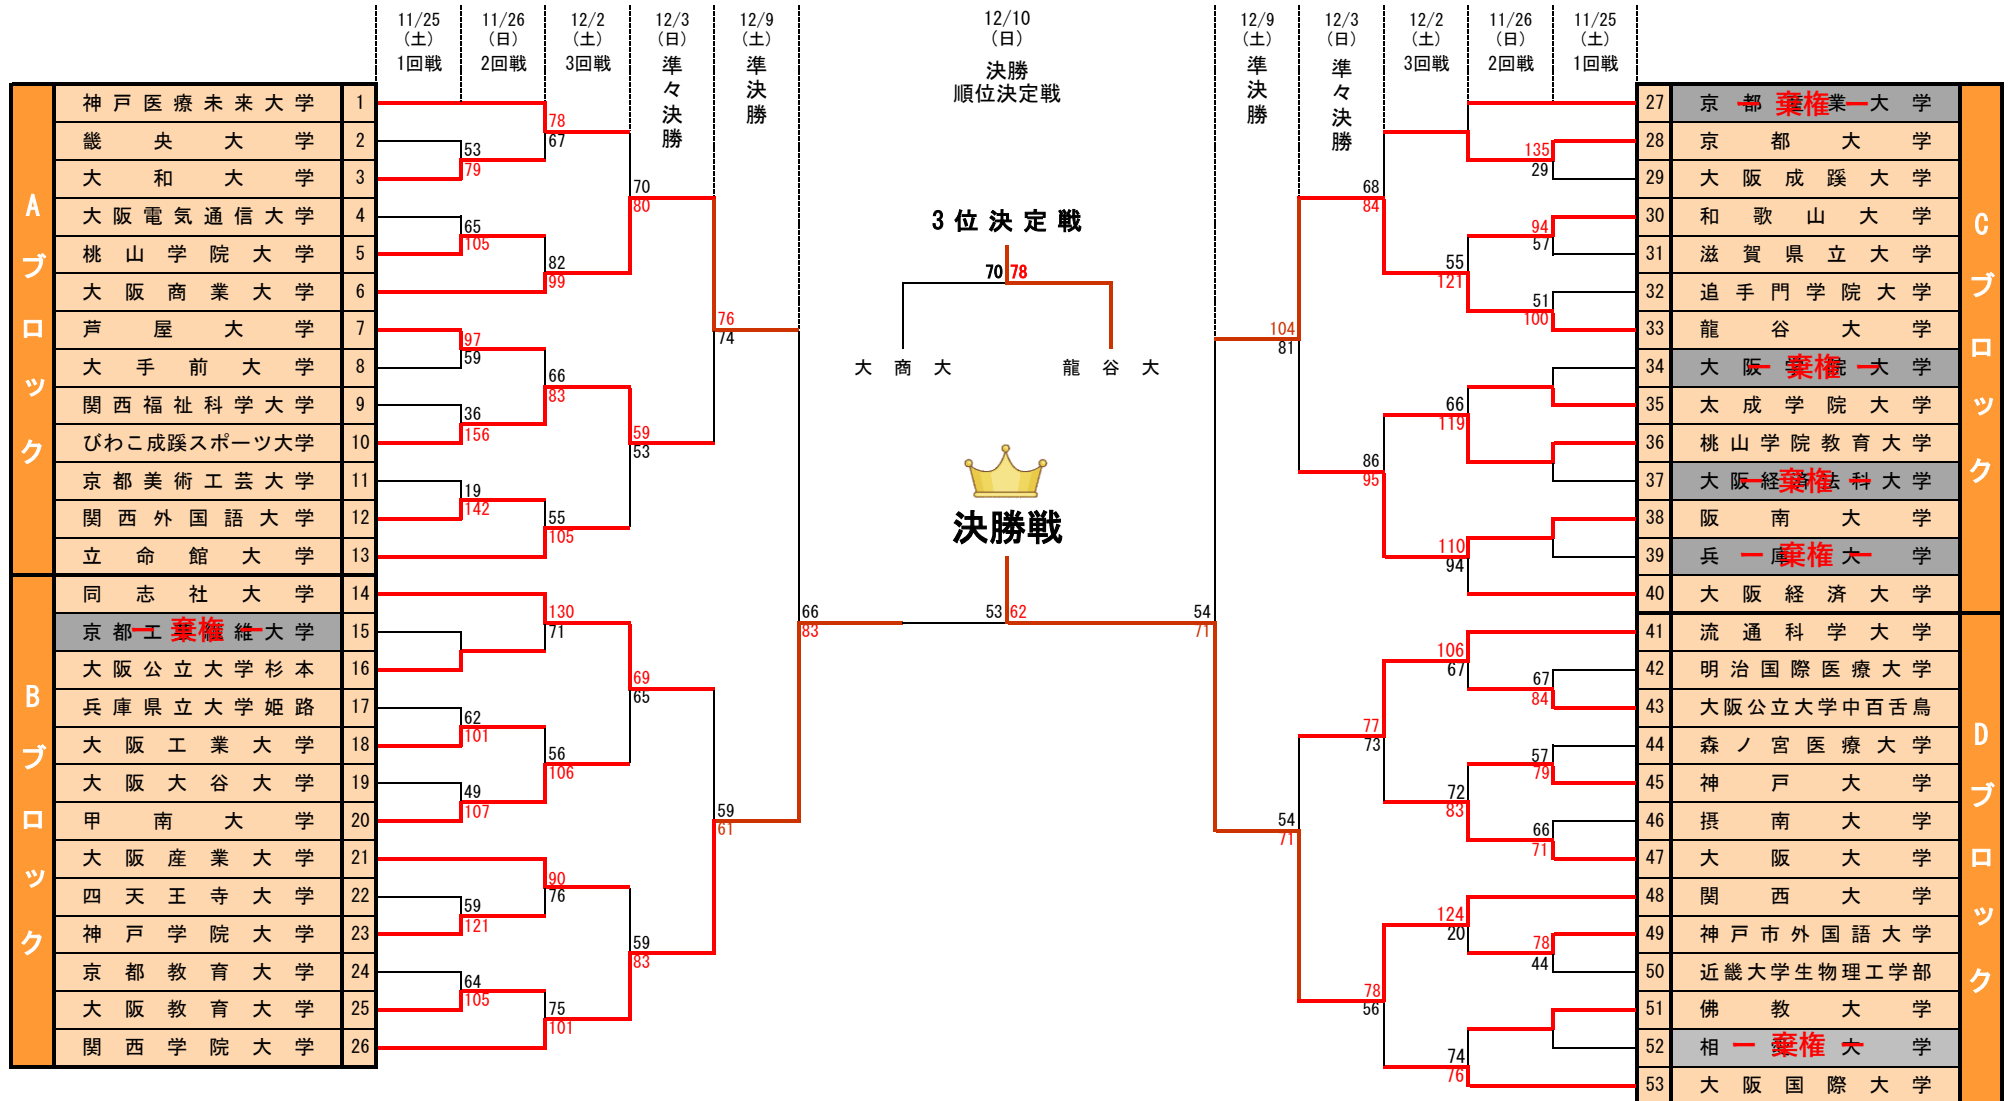 11/25 11/26 12/2 12/3 12/9 12/10 12/9 12/3 12/2 11/26 11/25
（土） （日） （土） （日） （土） （日） （土） （日） （土） （日） （土）
1回戦 2回戦 3回戦 準々決勝 準決勝 決勝 準決勝 準々決勝 3回戦 2回戦 1回戦
順位決定戦
Aブロック
神戸医療未来大学 1
畿央大学 2
大和大学 3
大阪電気通信大学 4
桃山学院大学 5
大阪商業大学 6
芦屋大学 7
大手前大学 8
関西福祉科学大学 9
びわこ成蹊スポーツ大学 10
京都美術工芸大学 11
関西外国語大学 12
立命館大学 13
Bブロック
同志社大学 14
京都工芸繊維大学 15
ー 棄権 ー
大阪公立大学杉本 16
兵庫県立大学姫路 17
大阪工業大学 18
大阪大谷大学 19
甲南大学 20
大阪産業大学 21
四天王寺大学 22
神戸学院大学 23
京都教育大学 24
大阪教育大学 25
関西学院大学 26
53
79
65
105
97
59
36
156
19
142
62
101
49
107
59
121
64
105
78
67
82
99
66
83
55
105
130
71
56
106
90
76
75
101
70
80
59
53
69
65
59
83
76
74
59
61
66
83
3位決定戦
70 78
大商大 龍谷大
決勝戦
53 62
54
71
104
81
54
71
68
84
86
95
77
73
78
56
55
121
66
119
110
94
106
67
72
83
124
20
74
76
135
29
94
57
51
100
67
84
57
79
66
71
78
44
Cブロック
27 京都産業大学
ー 棄権 ー
28 京都大学
29 大阪成蹊大学
30 和歌山大学
31 滋賀県立大学
32 追手門学院大学
33 龍谷大学
34 大阪学院大学
ー 棄権 ー
35 太成学院大学
36 桃山学院教育大学
37 大阪経済法科大学
ー 棄権 ー
38 阪南大学
39 兵庫大学
ー 棄権 ー
40 大阪経済大学
Dブロック
41 流通科学大学
42 明治国際医療大学
43 大阪公立大学中百舌鳥
44 森ノ宮医療大学
45 神戸大学
46 摂南大学
47 大阪大学
48 関西大学
49 神戸市外国語大学
50 近畿大学生物理工学部
51 佛教大学
52 相愛大学
ー 棄権 ー
53 大阪国際大学